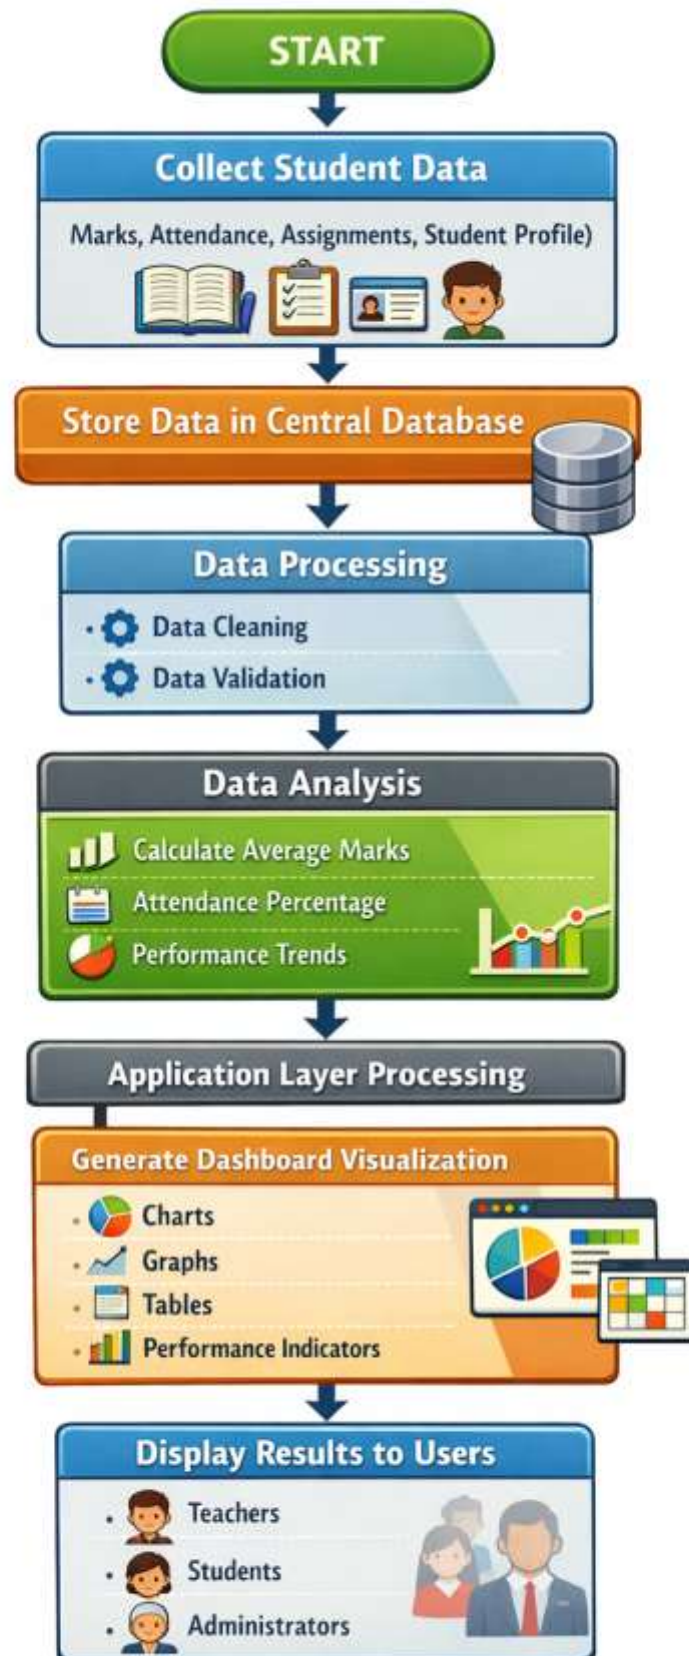 START
Collect Student Data
Marks, Attendance, Assignments, Student Profile)
Store Data in Central Database
Data Processing
• Data Cleaning
• Data Validation
Data Analysis
Calculate Average Marks
Attendance Percentage
Performance Trends
Application Layer Processing
Generate Dashboard Visualization
• Charts
• Graphs
• Tables
• Performance Indicators
Display Results to Users
• Teachers
• Students
• Administrators